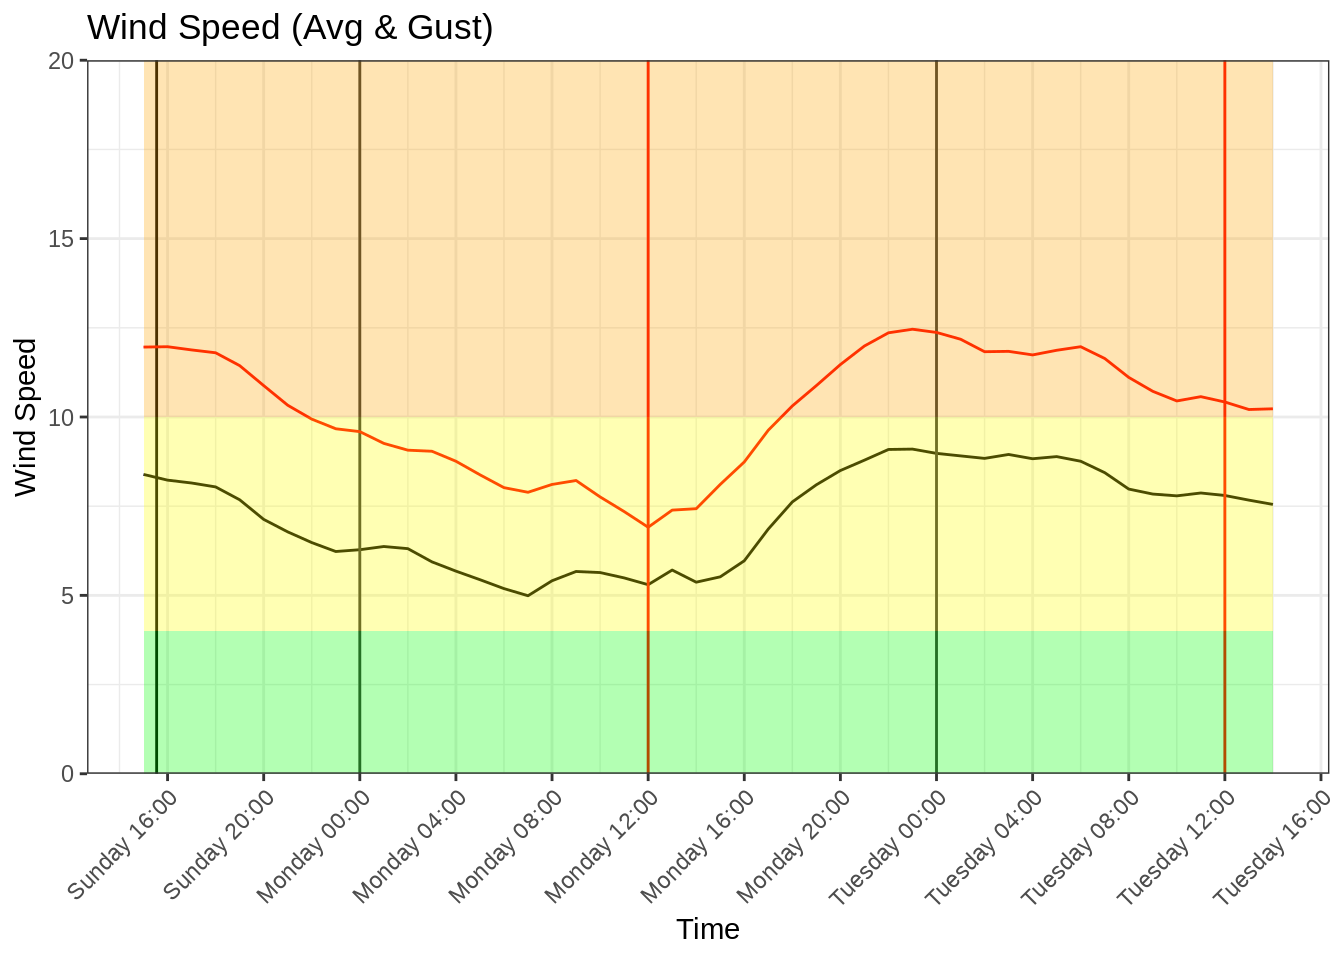 Wind Speed (Avg & Gust)
Wind Speed
20
15
10
5
0
Sunday 16:00
Sunday 20:00
Monday 00:00
Monday 04:00
Monday 08:00
Monday 12:00
Monday 16:00
Monday 20:00
Tuesday 00:00
Tuesday 04:00
Tuesday 08:00
Tuesday 12:00
Tuesday 16:00
Time